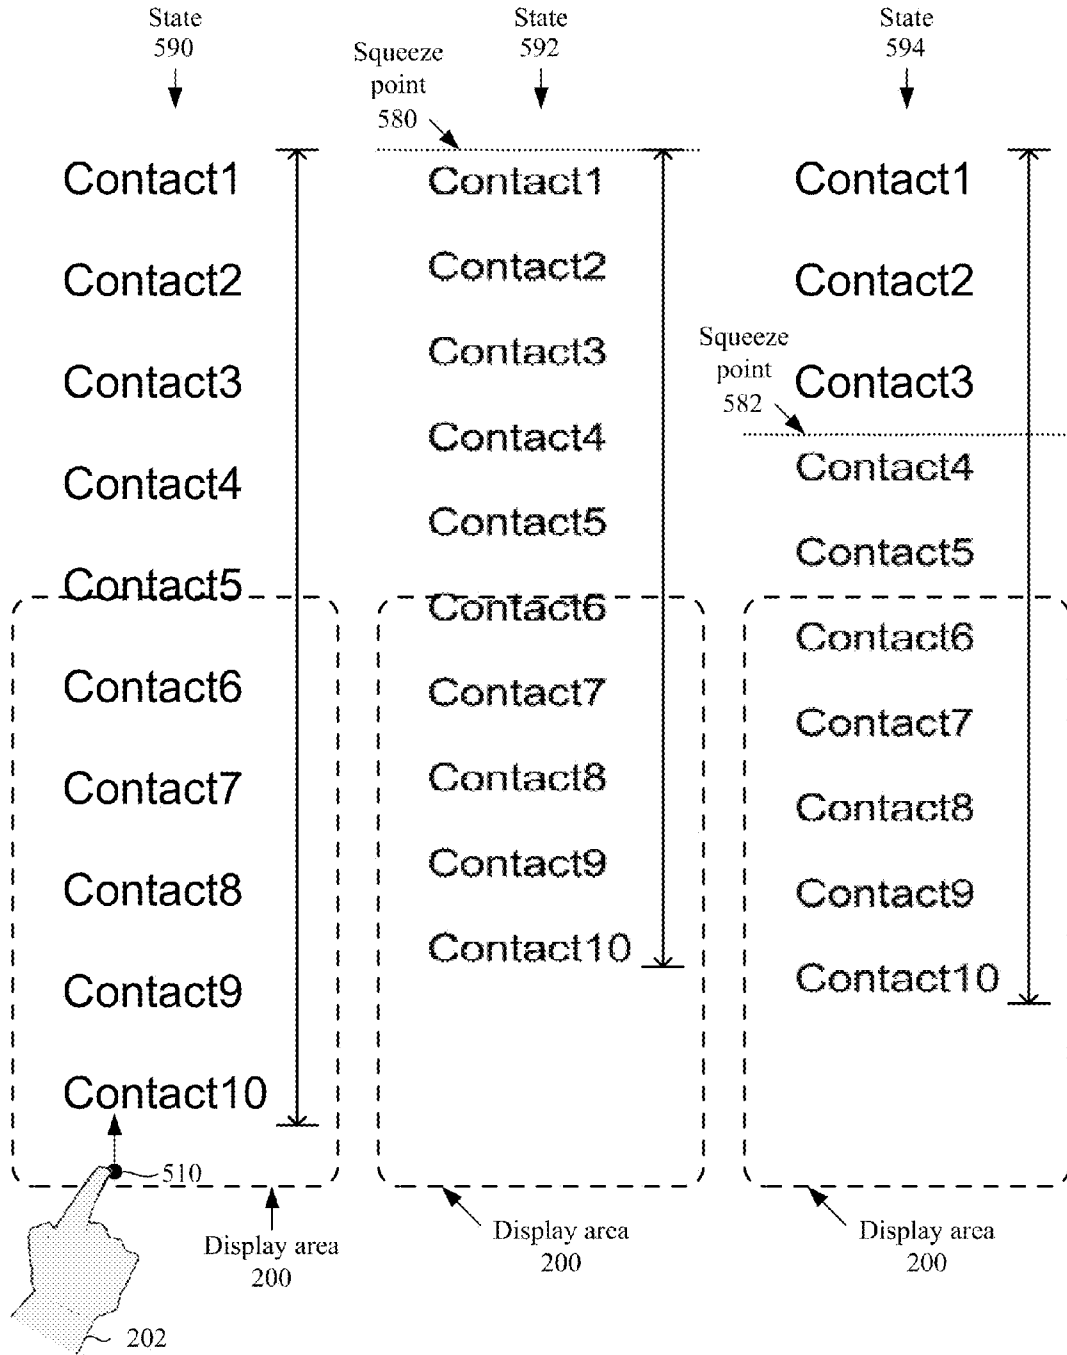 State
590
State
592
State
594
Squeeze
point
580
Contact1
Contact2
Contact3
Contact4
Contact5
Contact6
Contact7
Contact8
Contact9
Contact10
Contact1
Contact2
Contact3
Contact4
Contact5
Contact6
Contact7
Contact8
Contact9
Contact10
Contact1
Contact2
Squeeze
point
582
Contact3
Contact4
Contact5
Contact6
Contact7
Contact8
Contact9
Contact10
510
Display area
200
Display area
200
Display area
200
202